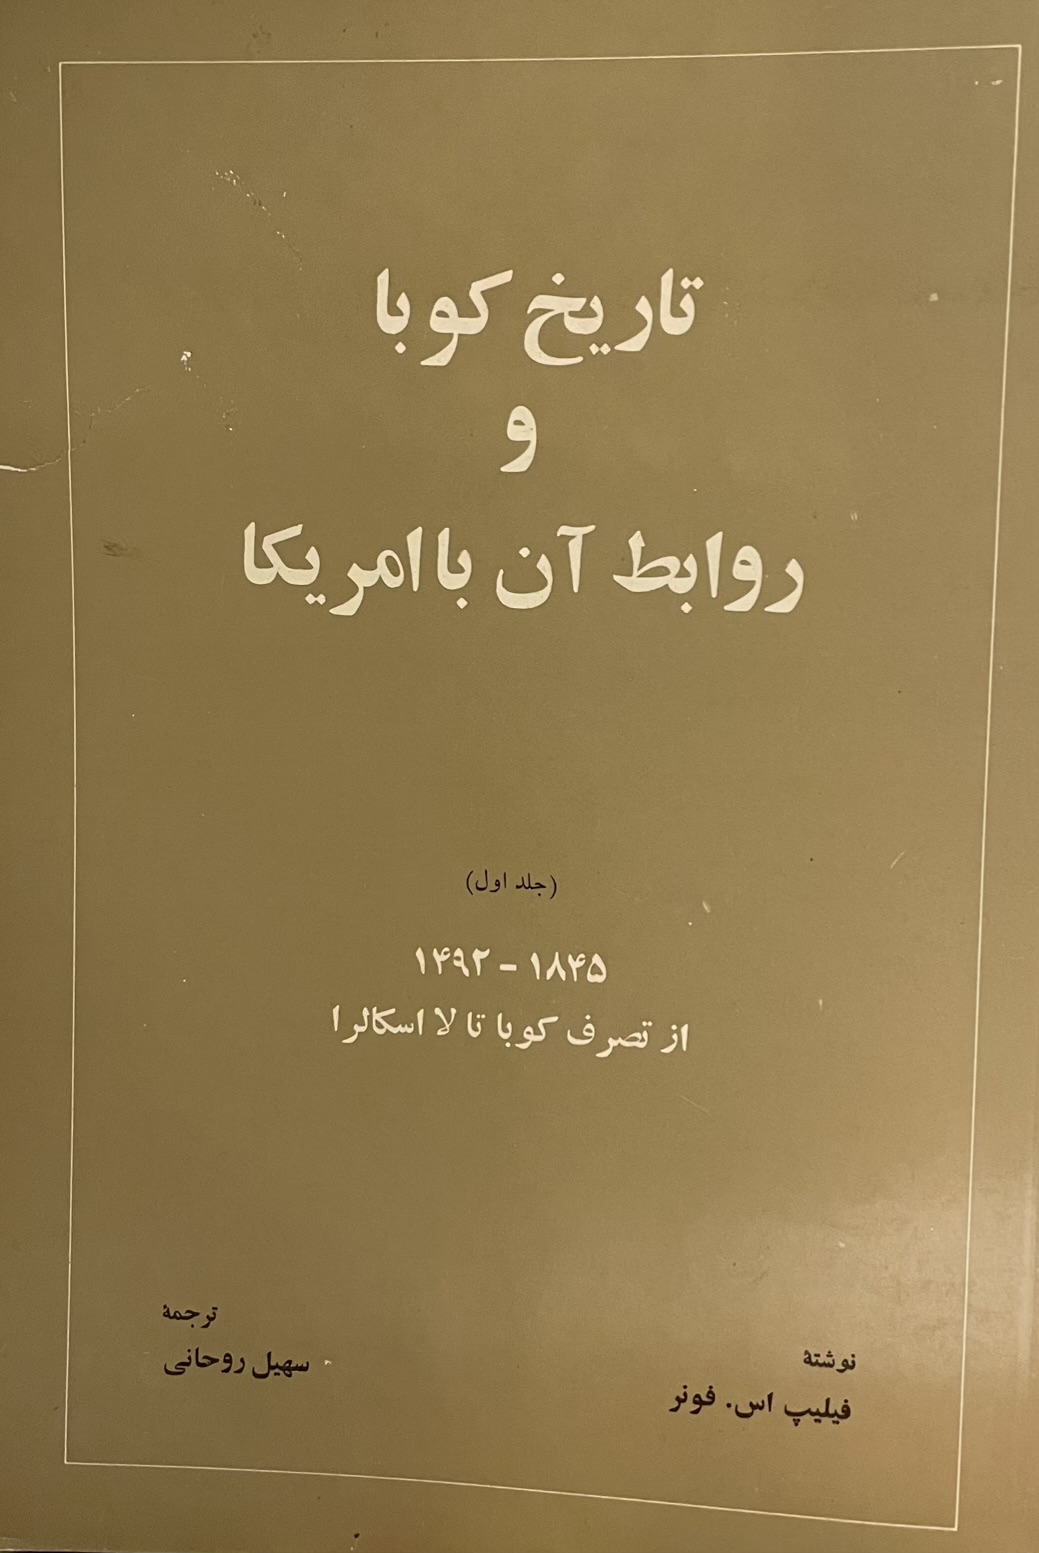 تاریخ کوبا
و
روابط آن با امریکا
(جلد اول)
۱۴۹۲ - ۱۸۴۵
از تصرف کوبا تا لا اسکالرا
ترجمهٔ
سهیل روحانی
نوشتهٔ
فیلیپ اس. فونر